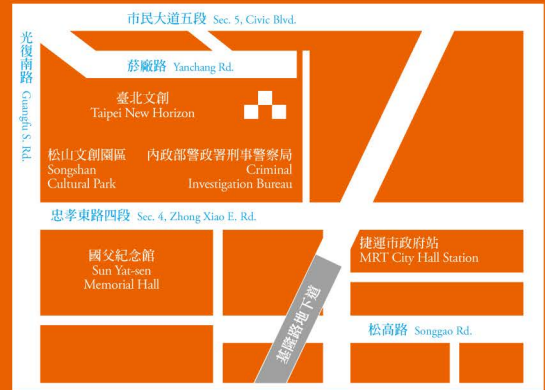 市民大道五段 Sec. 5, Civic Blvd.
光復南路 Guangfu S. Rd.
菸廠路 Yanchang Rd.
臺北文創
Taipei New Horizon
松山文創園區
Songshan
Cultural Park
內政部警政署刑事警察局
Criminal
Investigation Bureau
忠孝東路四段 Sec. 4, Zhong Xiao E. Rd.
國父紀念館
Sun Yat-sen
Memorial Hall
捷運市政府站
MRT City Hall Station
基隆路地下道
松高路 Songgao Rd.